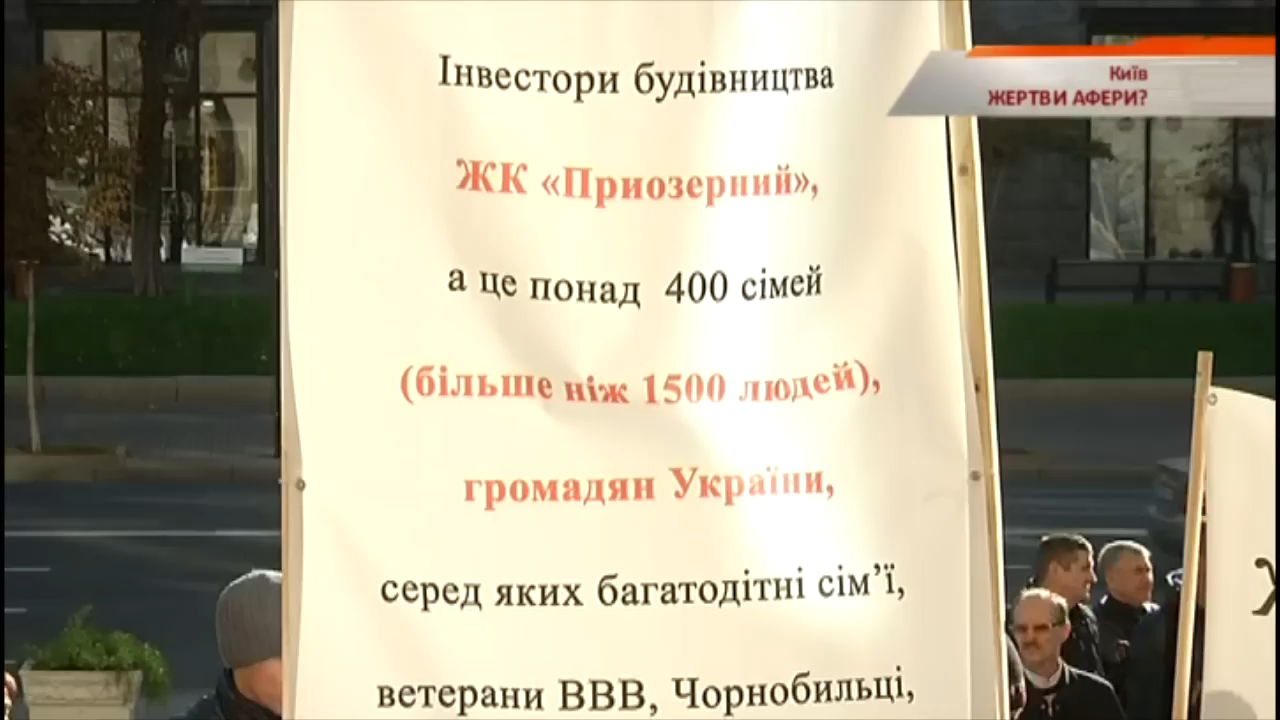 Київ
ЖЕРТВИ АФЕРИ?
Інвестори будівництва
ЖК «Приозерний»,
а це понад 400 сімей
(більше ніж 1500 людей),
громадян України,
серед яких багатодітні сім’ї,
ветерани ВВВ, Чорнобильці,